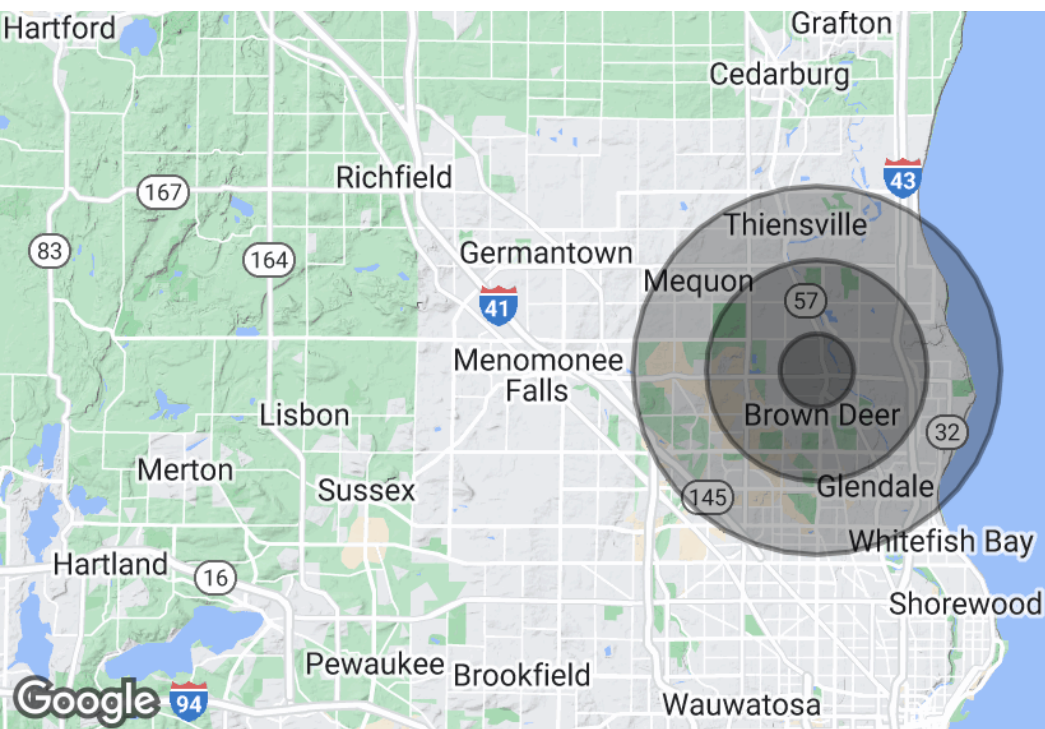 Hartford
Grafton
Cedarburg
43
Richfield
167
Thiensville
83
164
Germantown
Mequon
57
41
Menomonee
Falls
Lisbon
Brown Deer
32
Merton
Sussex
Glendale
145
Whitefish Bay
Hartland
16
Shorewood
Pewaukee
Brookfield
Google
94
Wauwatosa